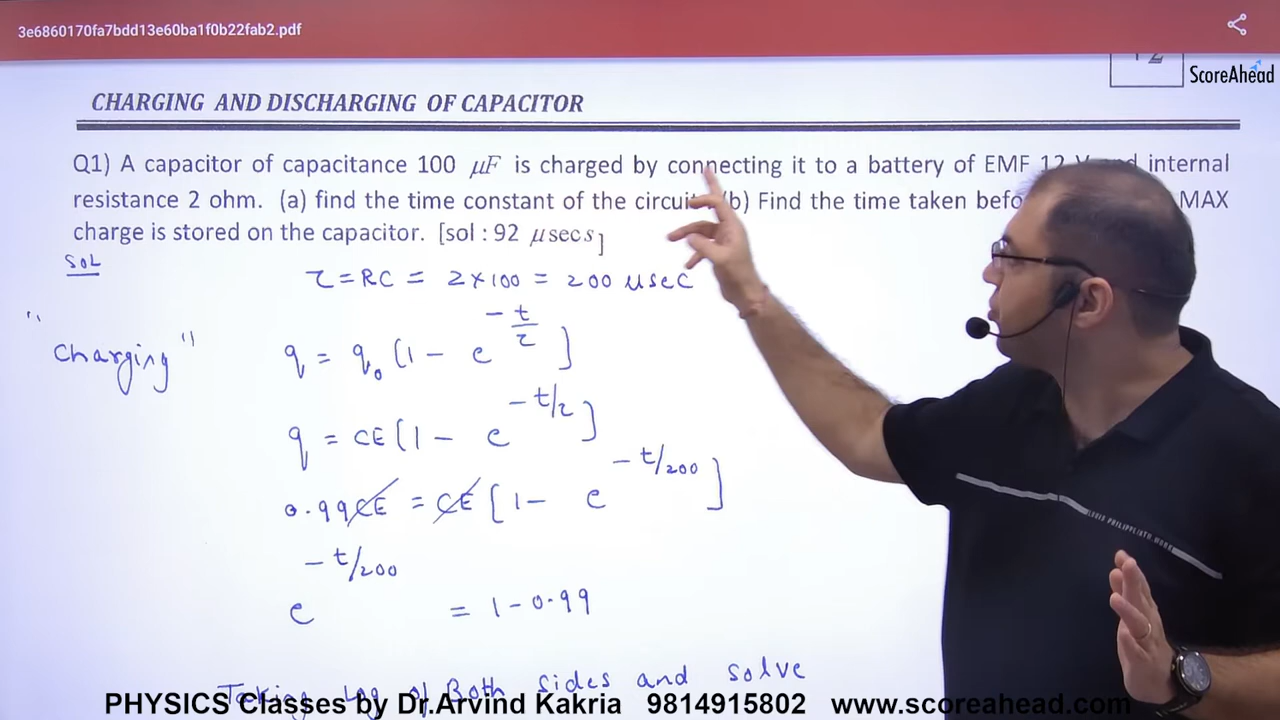 3e6860170fa7bdd13e60ba1f0b22fab2.pdf
12
ScoreAhead
CHARGING AND DISCHARGING OF CAPACITOR
Q1) A capacitor of capacitance 100 μF is charged by connecting it to a battery of EMF 12 V and internal
resistance 2 ohm. (a) find the time constant of the circuit (b) Find the time taken befo MAX
charge is stored on the capacitor. [sol : 92 μsecs]
SOL
τ = RC = 2×100 = 200 μsec
"Charging"
q = q₀ [1 - e^{-t/τ}]
q = CE [1 - e^{-t/τ}]
0.99CE = CE [1 - e^{-t/200}]
e^{-t/200} = 1 - 0.99
Taking Log of Both sides and solve
PHYSICS Classes by Dr.Arvind Kakria 9814915802 www.scoreahead.com